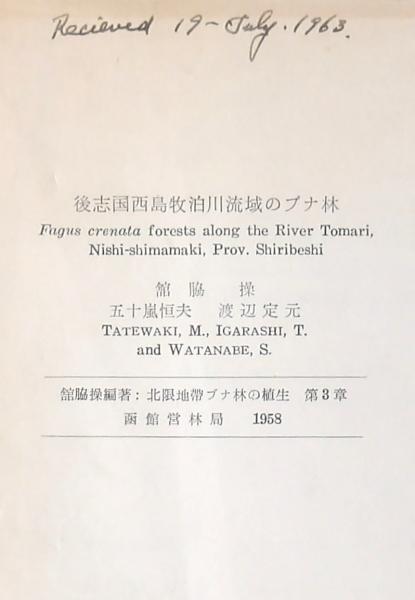 Recieved 19-July.1963.
後志国西島牧泊川流域のブナ林
Fagus crenata forests along the River Tomari,
Nishi-shimamaki, Prov. Shiribeshi
舘脇 操
五十嵐恒夫 渡辺定元
TATEWAKI, M., IGARASHI, T.
and WATANABE, S.
舘脇操編著: 北限地帯ブナ林の植生 第3章
函館営林局 1958